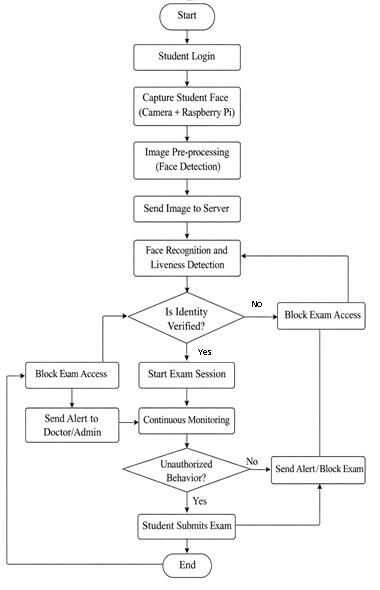 Start
Student Login
Capture Student Face
(Camera + Raspberry Pi)
Image Pre-processing
(Face Detection)
Send Image to Server
Face Recognition and
Liveness Detection
Is Identity
Verified?
No
Block Exam Access
Yes
Block Exam Access
Start Exam Session
Send Alert to
Doctor/Admin
Continuous Monitoring
Unauthorized
Behavior?
No
Send Alert/Block Exam
Yes
Student Submits Exam
End